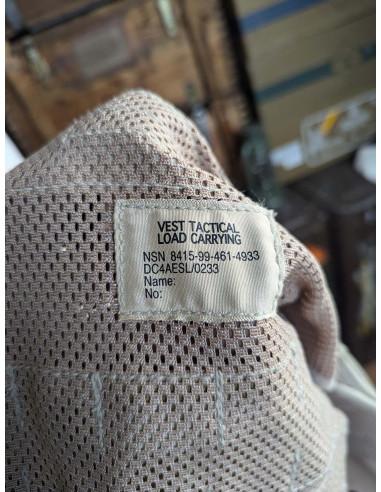 VEST TACTICAL
LOAD CARRYING
NSN 8415-99-461-4933
DC4AESL/0233
Name:
No: